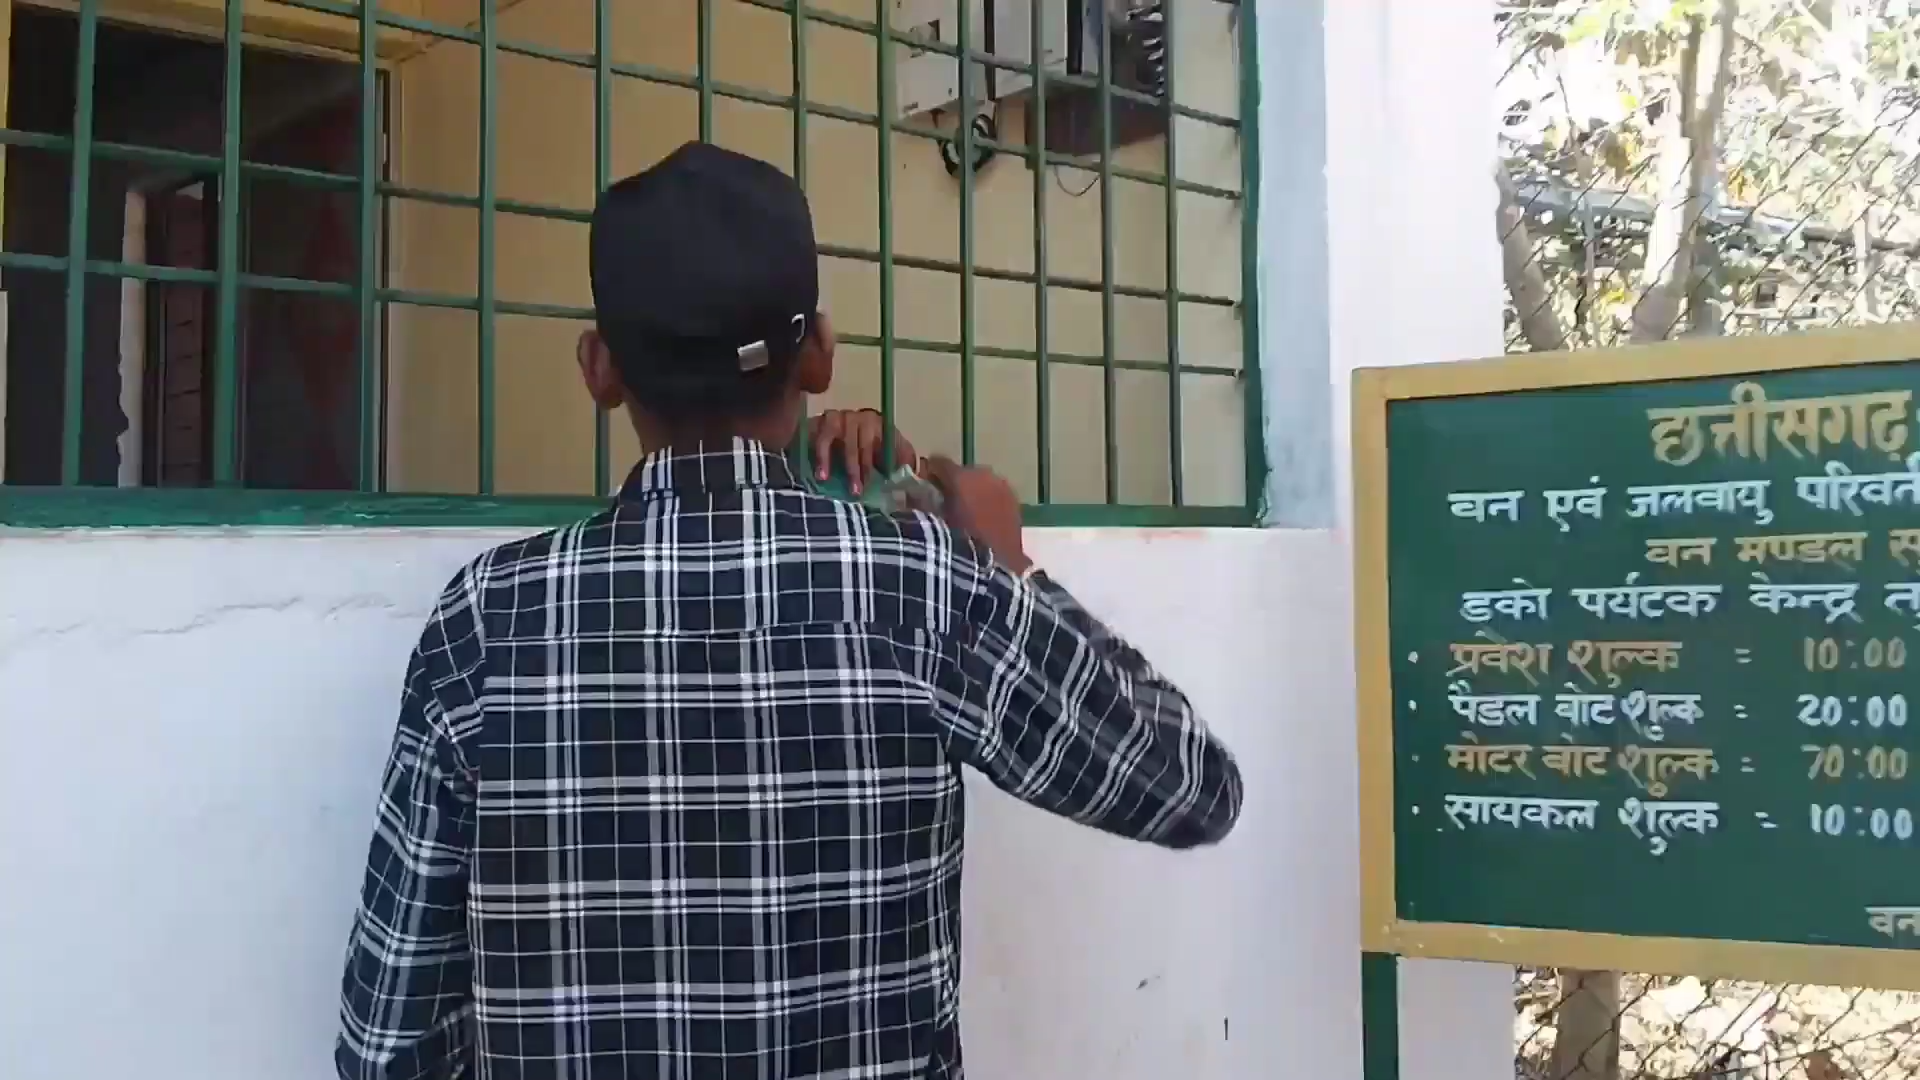 छत्तीसगढ़
वन एवं जलवायु परिवर्त
वन मण्डल
डको पर्यटक केन्द्र
• प्रवेश शुल्क = 10:00
• पैडल बोट शुल्क = 20:00
• मोटर बोट शुल्क = 70:00
• सायकल शुल्क = 10:00
वन